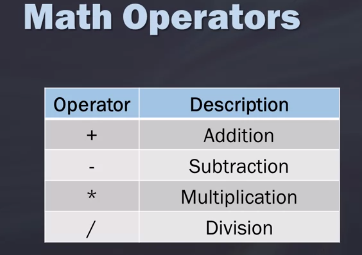 Math Operators
Operator Description
+ Addition
- Subtraction
* Multiplication
/ Division